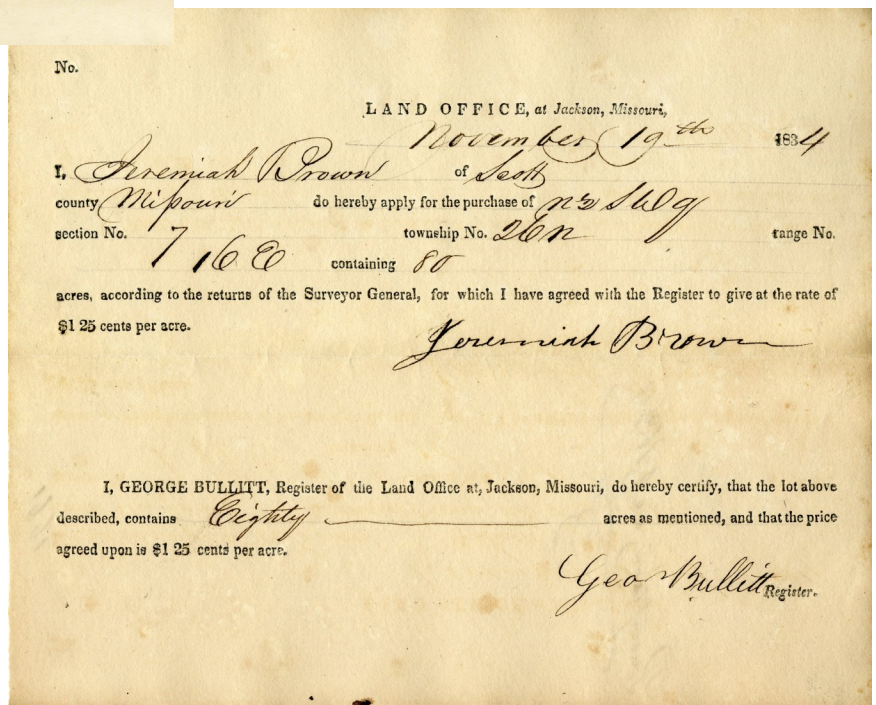 No.
LAND OFFICE, at Jackson, Missouri,
November 19th 1834
I, Jeremiah Brown of Scott
county Missouri do hereby apply for the purchase of n2 SW q
section No. 7 township No. 26 n range No.
16 E containing 80
acres, according to the returns of the Surveyor General, for which I have agreed with the Register to give at the rate of
$1 25 cents per acre.
Jeremiah Brown
I, GEORGE BULLITT, Register of the Land Office at, Jackson, Missouri, do hereby certify, that the lot above
described, contains Eighty acres as mentioned, and that the price
agreed upon is $1 25 cents per acre.
Geo Bullitt Register.